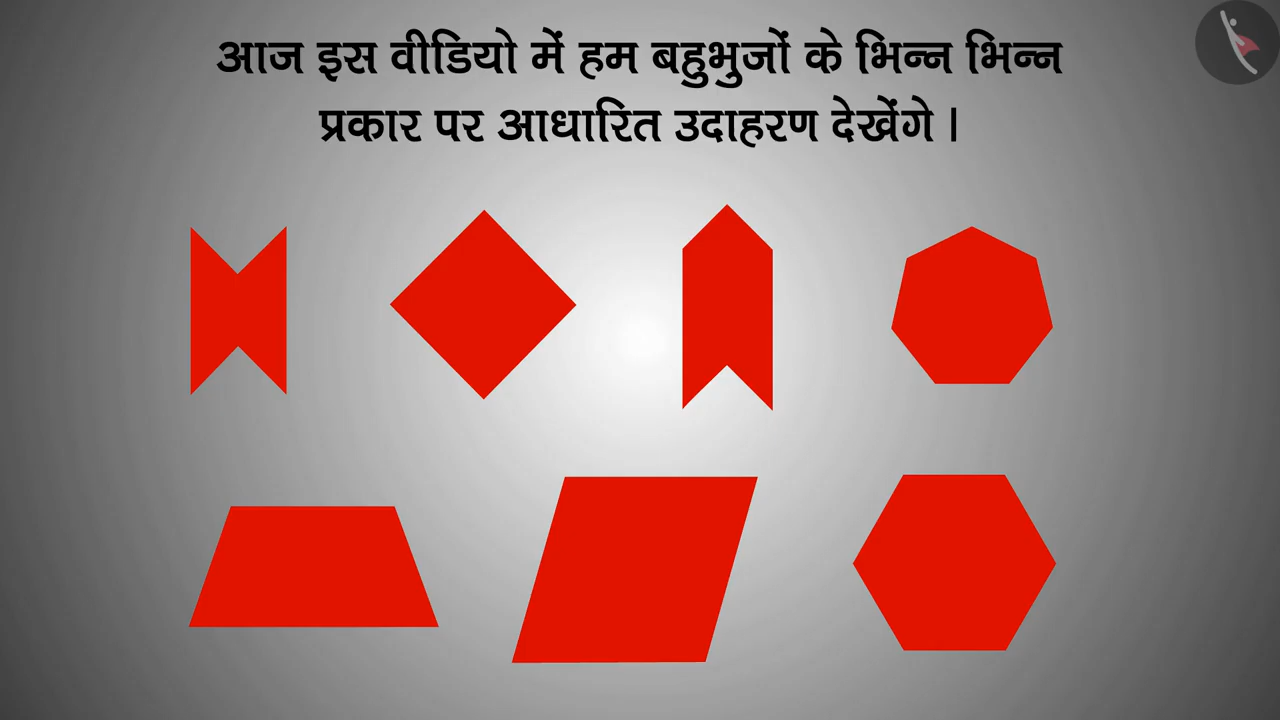 आज इस वीडियो में हम बहुभुजों के भिन्न भिन्न
प्रकार पर आधारित उदाहरण देखेंगे ।